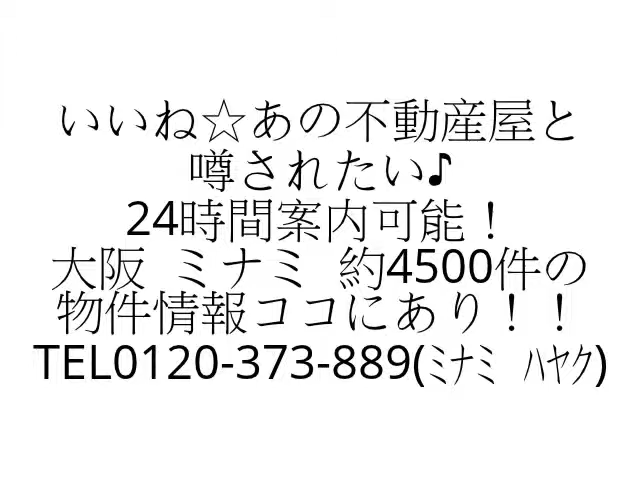 いいね☆あの不動産屋と
噂されたい♪
24時間案内可能！
大阪 ミナミ 約4500件の
物件情報ココにあり！！
TEL0120-373-889(ﾐﾅﾐ ﾊﾔｸ)